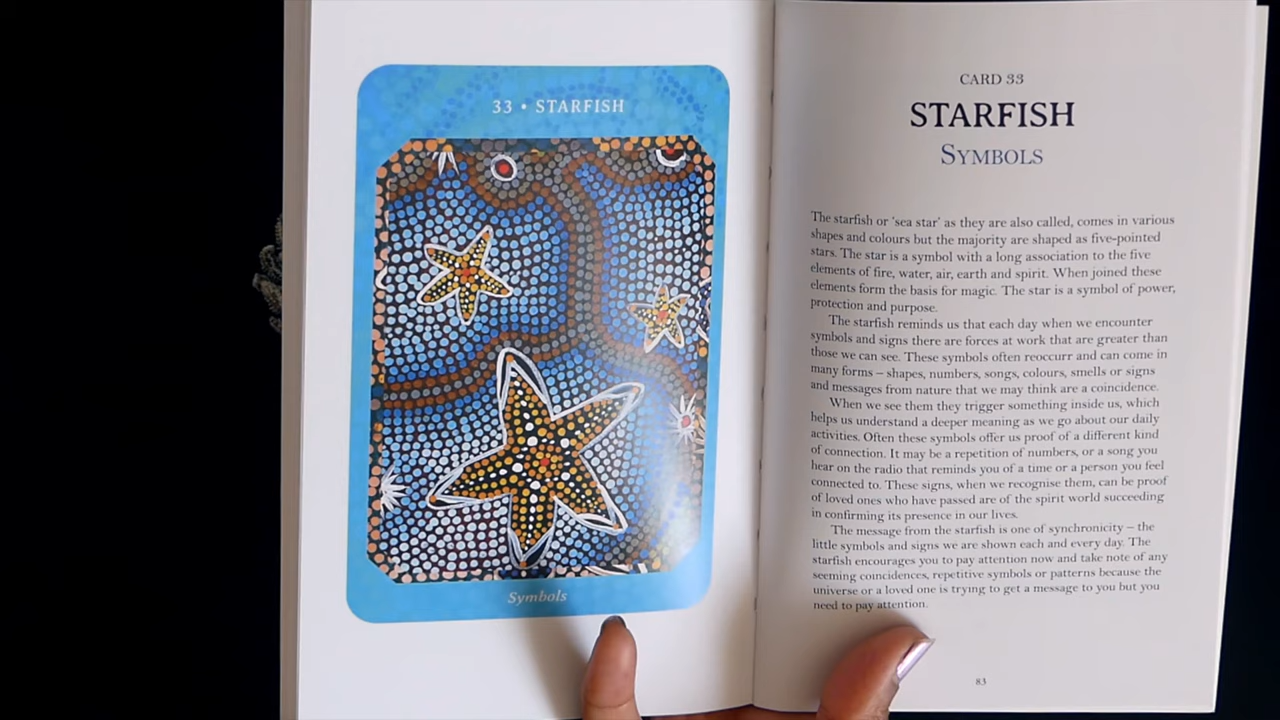 33 • STARFISH
Symbols
CARD 33
STARFISH
SYMBOLS
The starfish or 'sea star' as they are also called, comes in various
shapes and colours but the majority are shaped as five-pointed
stars. The star is a symbol with a long association to the five
elements of fire, water, air, earth and spirit. When joined these
elements form the basis for magic. The star is a symbol of power,
protection and purpose.
The starfish reminds us that each day when we encounter
symbols and signs there are forces at work that are greater than
those we can see. These symbols often reoccurr and can come in
many forms – shapes, numbers, songs, colours, smells or signs
and messages from nature that we may think are a coincidence.
When we see them they trigger something inside us, which
helps us understand a deeper meaning as we go about our daily
activities. Often these symbols offer us proof of a different kind
of connection. It may be a repetition of numbers, or a song you
hear on the radio that reminds you of a time or a person you feel
connected to. These signs, when we recognise them, can be proof
of loved ones who have passed are of the spirit world succeeding
in confirming its presence in our lives.
The message from the starfish is one of synchronicity – the
little symbols and signs we are shown each and every day. The
starfish encourages you to pay attention now and take note of any
seeming coincidences, repetitive symbols or patterns because the
universe or a loved one is trying to get a message to you but you
need to pay attention.
83